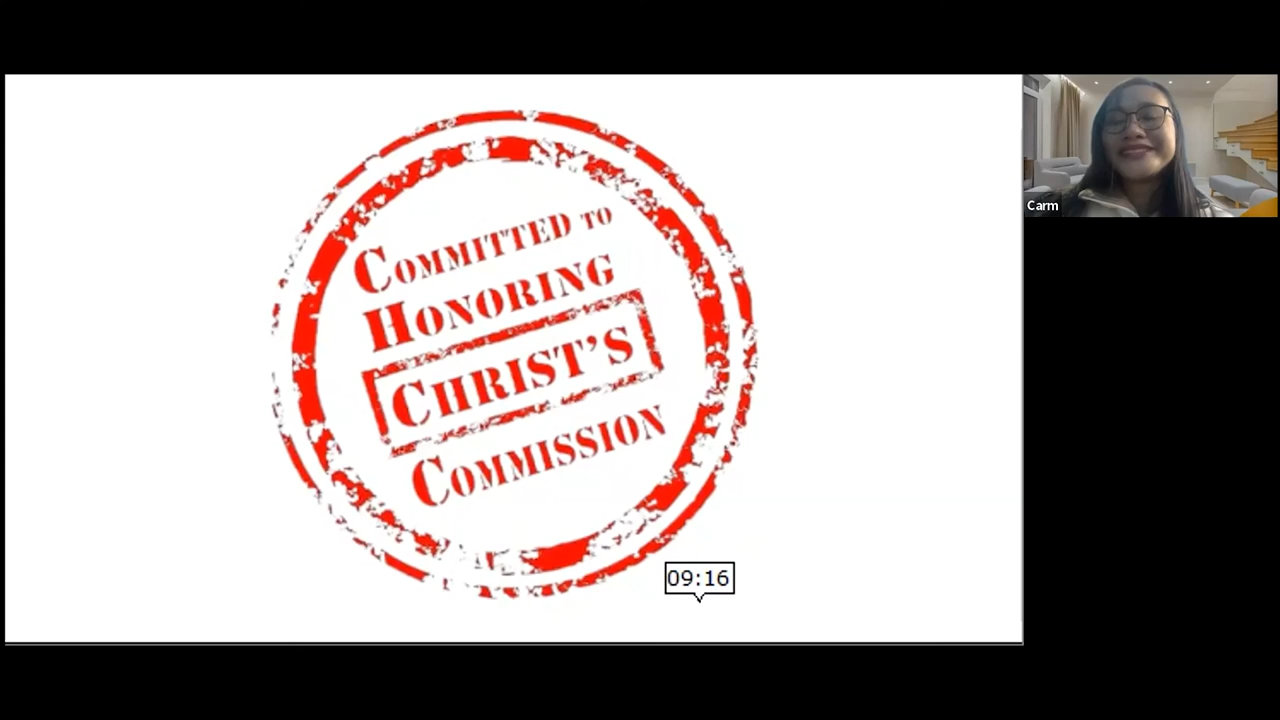 COMMITTED TO
HONORING
CHRIST'S
COMMISSION
09:16
Carm